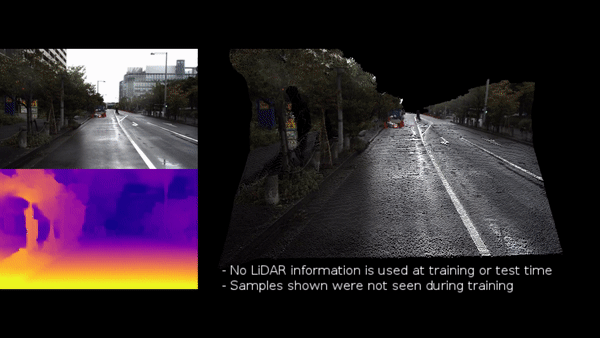 - No LiDAR information is used at training or test time
- Samples shown were not seen during training